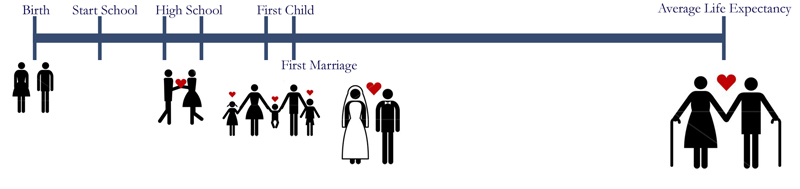 Birth
Start School
High School
First Child
Average Life Expectancy
First Marriage